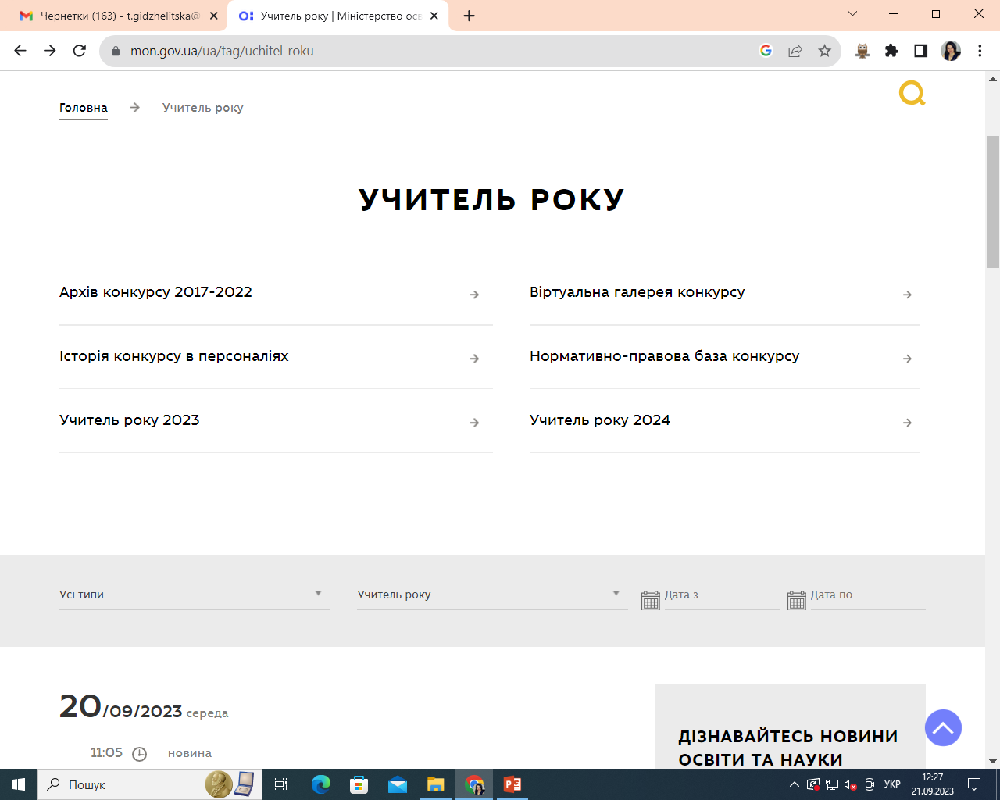 Чернетки (163) - t.gidzhelitska@
Учитель року | Міністерство осв
mon.gov.ua/ua/tag/uchitel-roku
Головна → Учитель року
УЧИТЕЛЬ РОКУ
Архів конкурсу 2017-2022
Віртуальна галерея конкурсу
Історія конкурсу в персоналіях
Нормативно-правова база конкурсу
Учитель року 2023
Учитель року 2024
Усі типи
Учитель року
Дата з
Дата по
20/09/2023 середа
11:05 новина
ДІЗНАВАЙТЕСЬ НОВИНИ
ОСВІТИ ТА НАУКИ
Пошук
УКР
12:27
21.09.2023